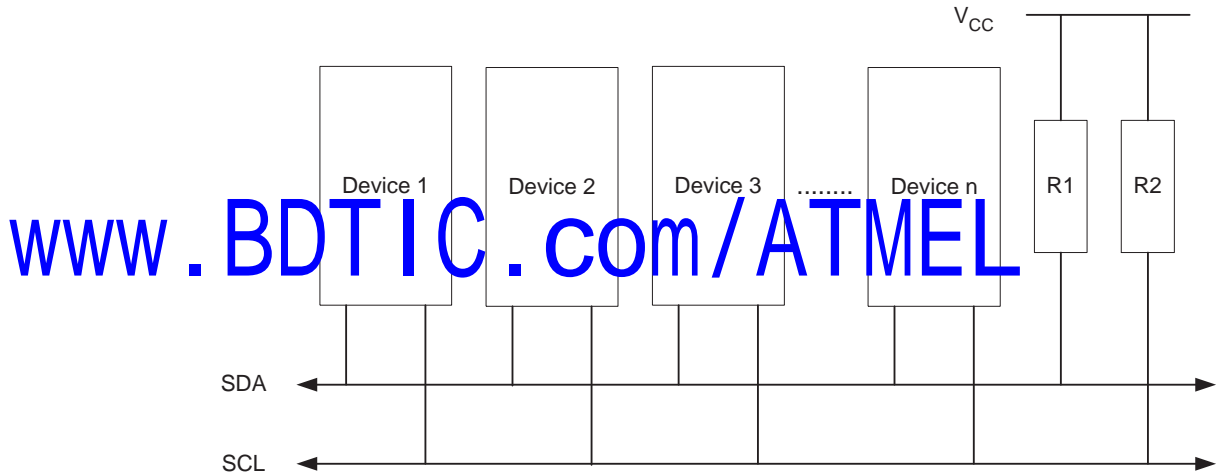 VCC
Device 1 Device 2 Device 3 ........ Device n R1 R2
www.BDTIC.com/ATMEL
SDA
SCL